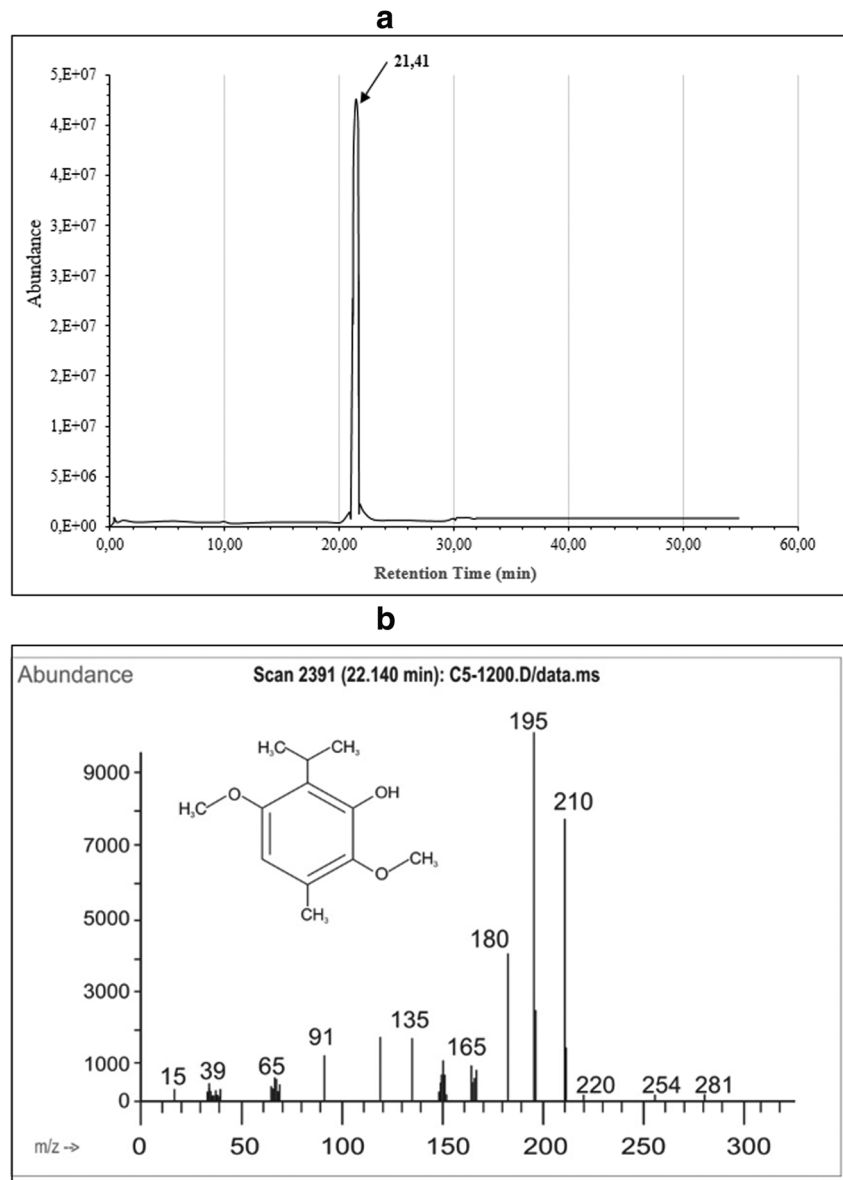 a
21,41
5,E+07
4,E+07
4,E+07
3,E+07
3,E+07
2,E+07
2,E+07
1,E+07
1,E+07
5,E+06
0,E+00
Abundance
0,00 10,00 20,00 30,00 40,00 50,00 60,00
Retention Time (min)
b
Abundance
Scan 2391 (22.140 min): C5-1200.D/data.ms
195
210
180
135
91
165
15 39 65
220 254 281
9000
7000
5000
3000
1000
0
H₃C CH₃
H₃C O OH
O CH₃
CH₃
m/z ->
0 50 100 150 200 250 300